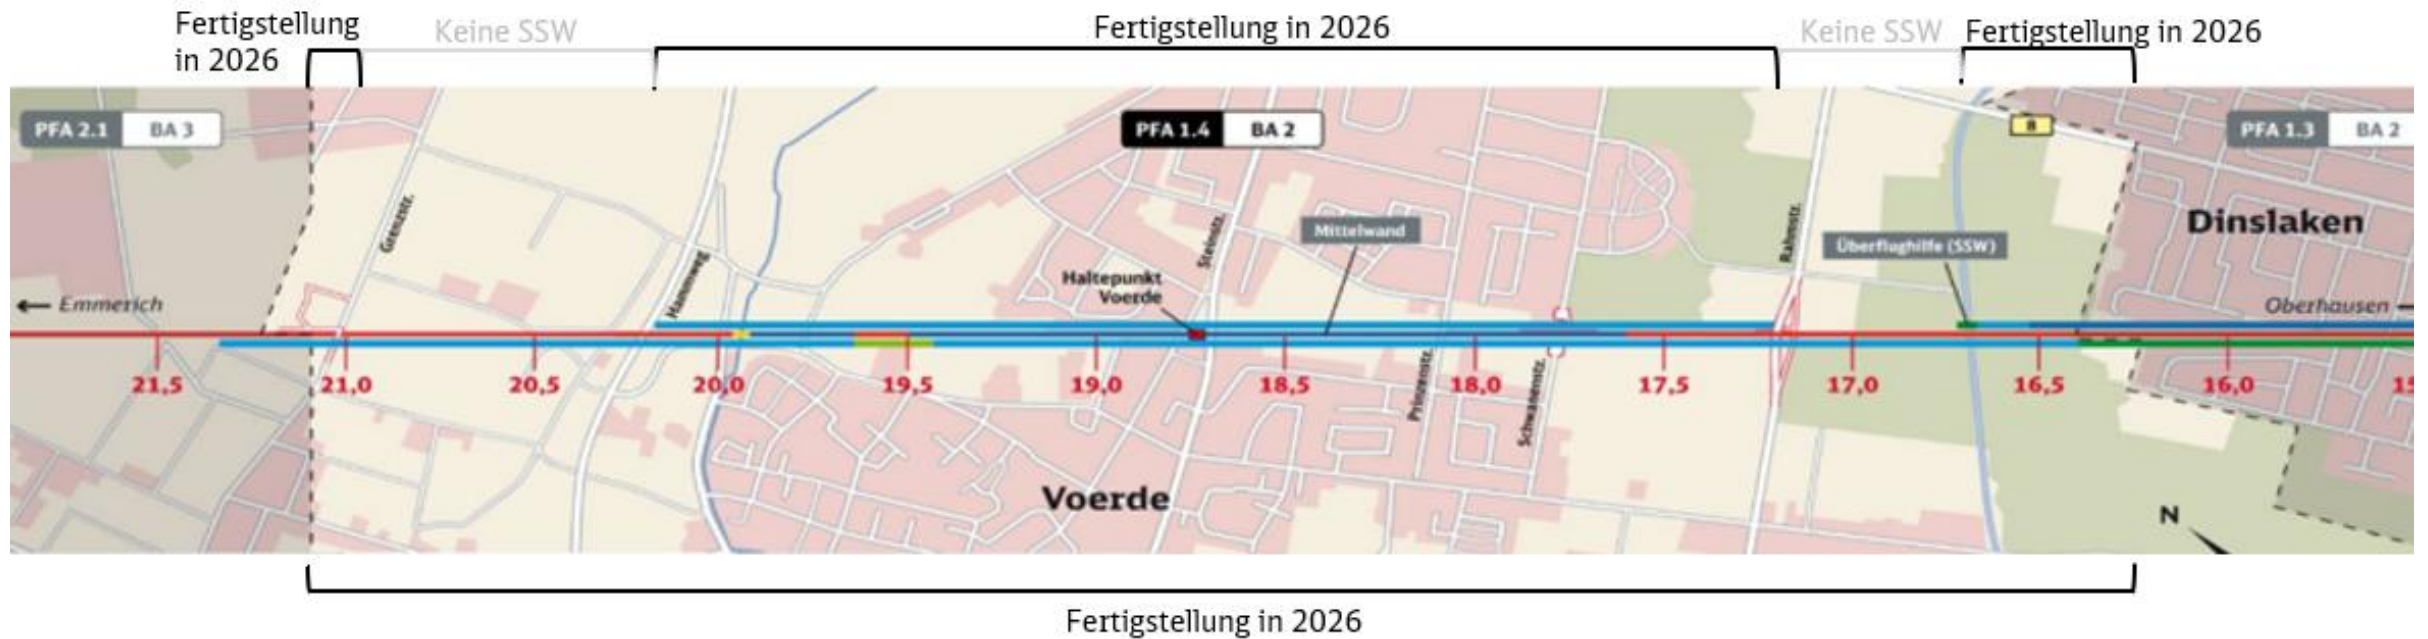 Fertigstellung
in 2026
Keine SSW
Fertigstellung in 2026
Keine SSW
Fertigstellung in 2026
PFA 2.1 BA 3
PFA 1.4 BA 2
PFA 1.3 BA 2
8
Grenzstr.
Hammweg
Steinstr.
Mittelwand
Rahmstr.
Überflughilfe (SSW)
Dinslaken
Haltepunkt
Voerde
← Emmerich
Oberhausen
Prinzenstr.
Schwanenstr.
21,5 21,0 20,5 20,0 19,5 19,0 18,5 18,0 17,5 17,0 16,5 16,0 15
Voerde
N
Fertigstellung in 2026